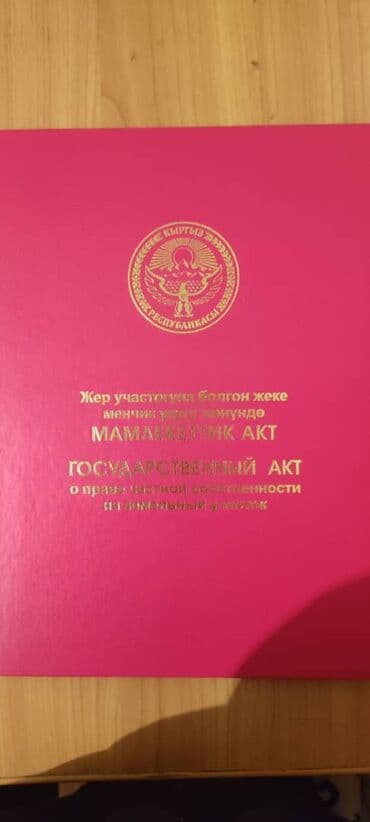 КЫРГЫЗ
РЕСПУБЛИКАСЫ
Жер участогуна болгон жеке
менчик укугу жөнүндө
МАМЛЕКЕТТИК АКТ
ГОСУДАРСТВЕННЫЙ АКТ
о праве частной собственности
на земельный участок